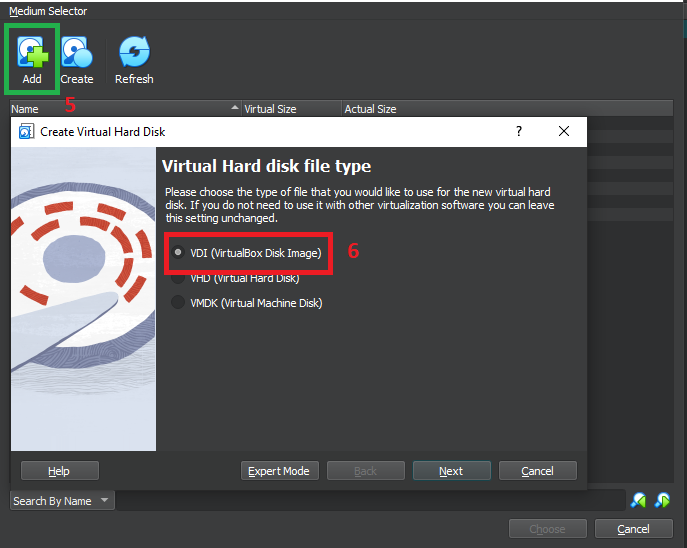 Medium Selector
Add Create Refresh
5
Name Virtual Size Actual Size
Create Virtual Hard Disk ?
Virtual Hard disk file type
Please choose the type of file that you would like to use for the new virtual hard
disk. If you do not need to use it with other virtualization software you can leave
this setting unchanged.
VDI (VirtualBox Disk Image) 6
VHD (Virtual Hard Disk)
VMDK (Virtual Machine Disk)
Help Expert Mode Back Next Cancel
Search By Name
Choose Cancel